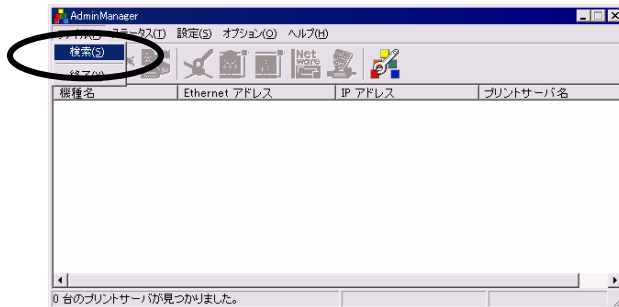 AdminManager
ステータス(T) 設定(S) オプション(O) ヘルプ(H)
検索(S)
Net ware
機種名 Ethernet アドレス IP アドレス プリントサーバ名
0 台のプリントサーバが見つかりました。